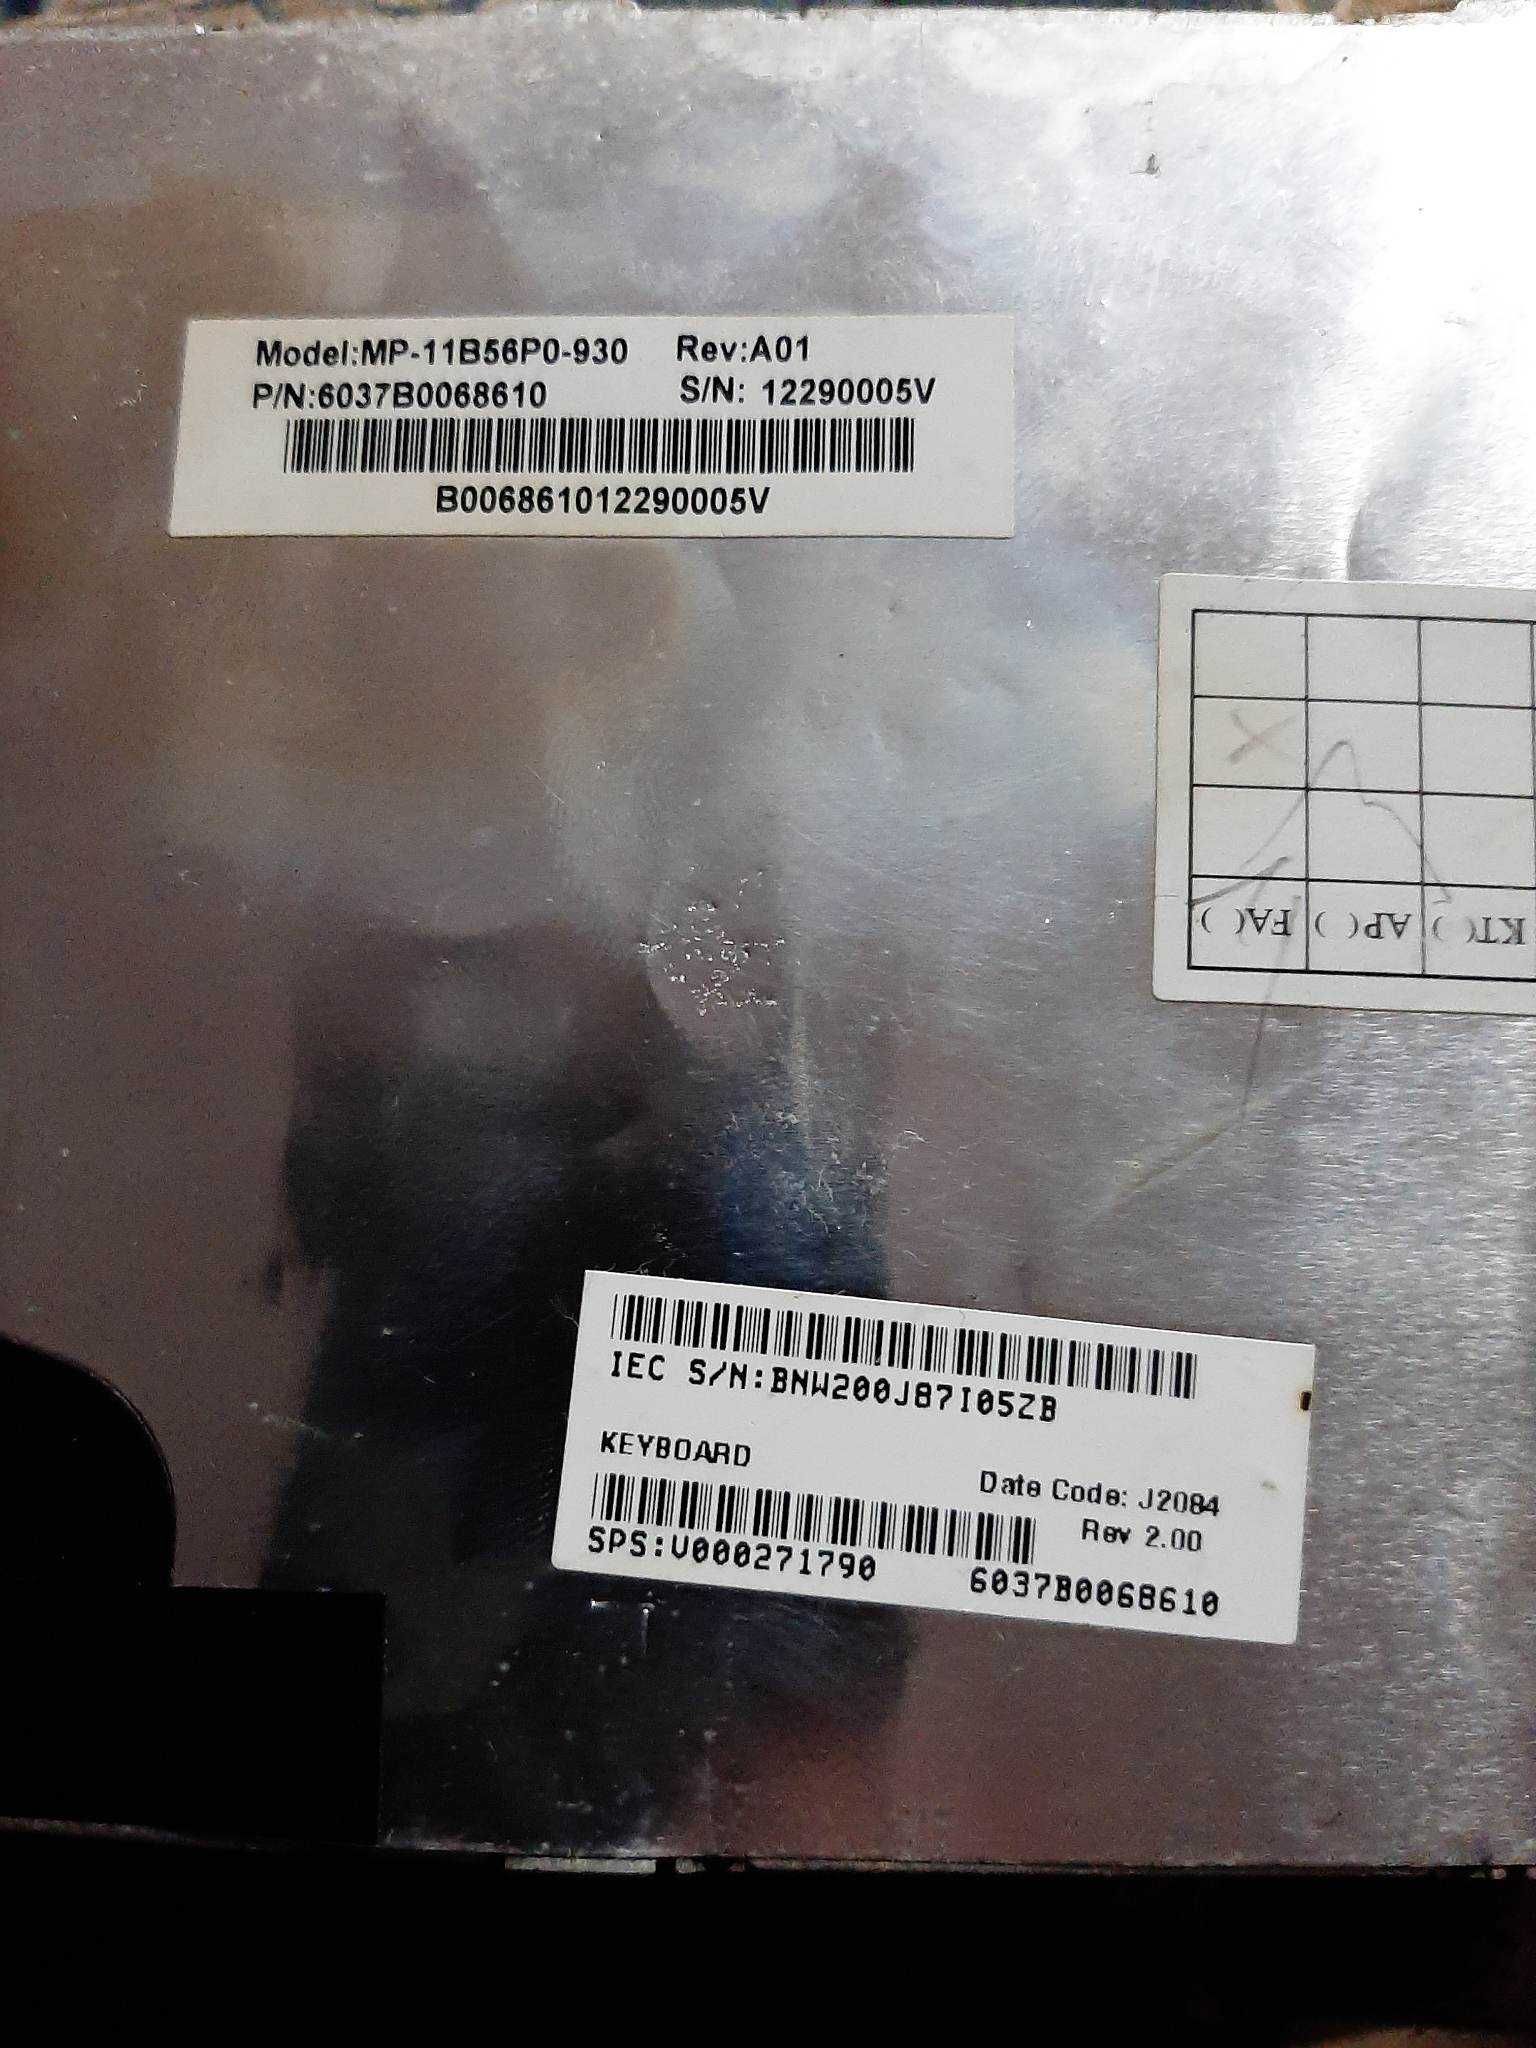 Model:MP-11B56P0-930 Rev:A01
P/N:6037B0068610 S/N: 12290005V
B006861012290005V
FA( ) AP( ) KT( )
IEC S/N:BNW200J87I05ZB
KEYBOARD
Date Code: J2084
Rev 2.00
SPS:V000271790 6037B0068610